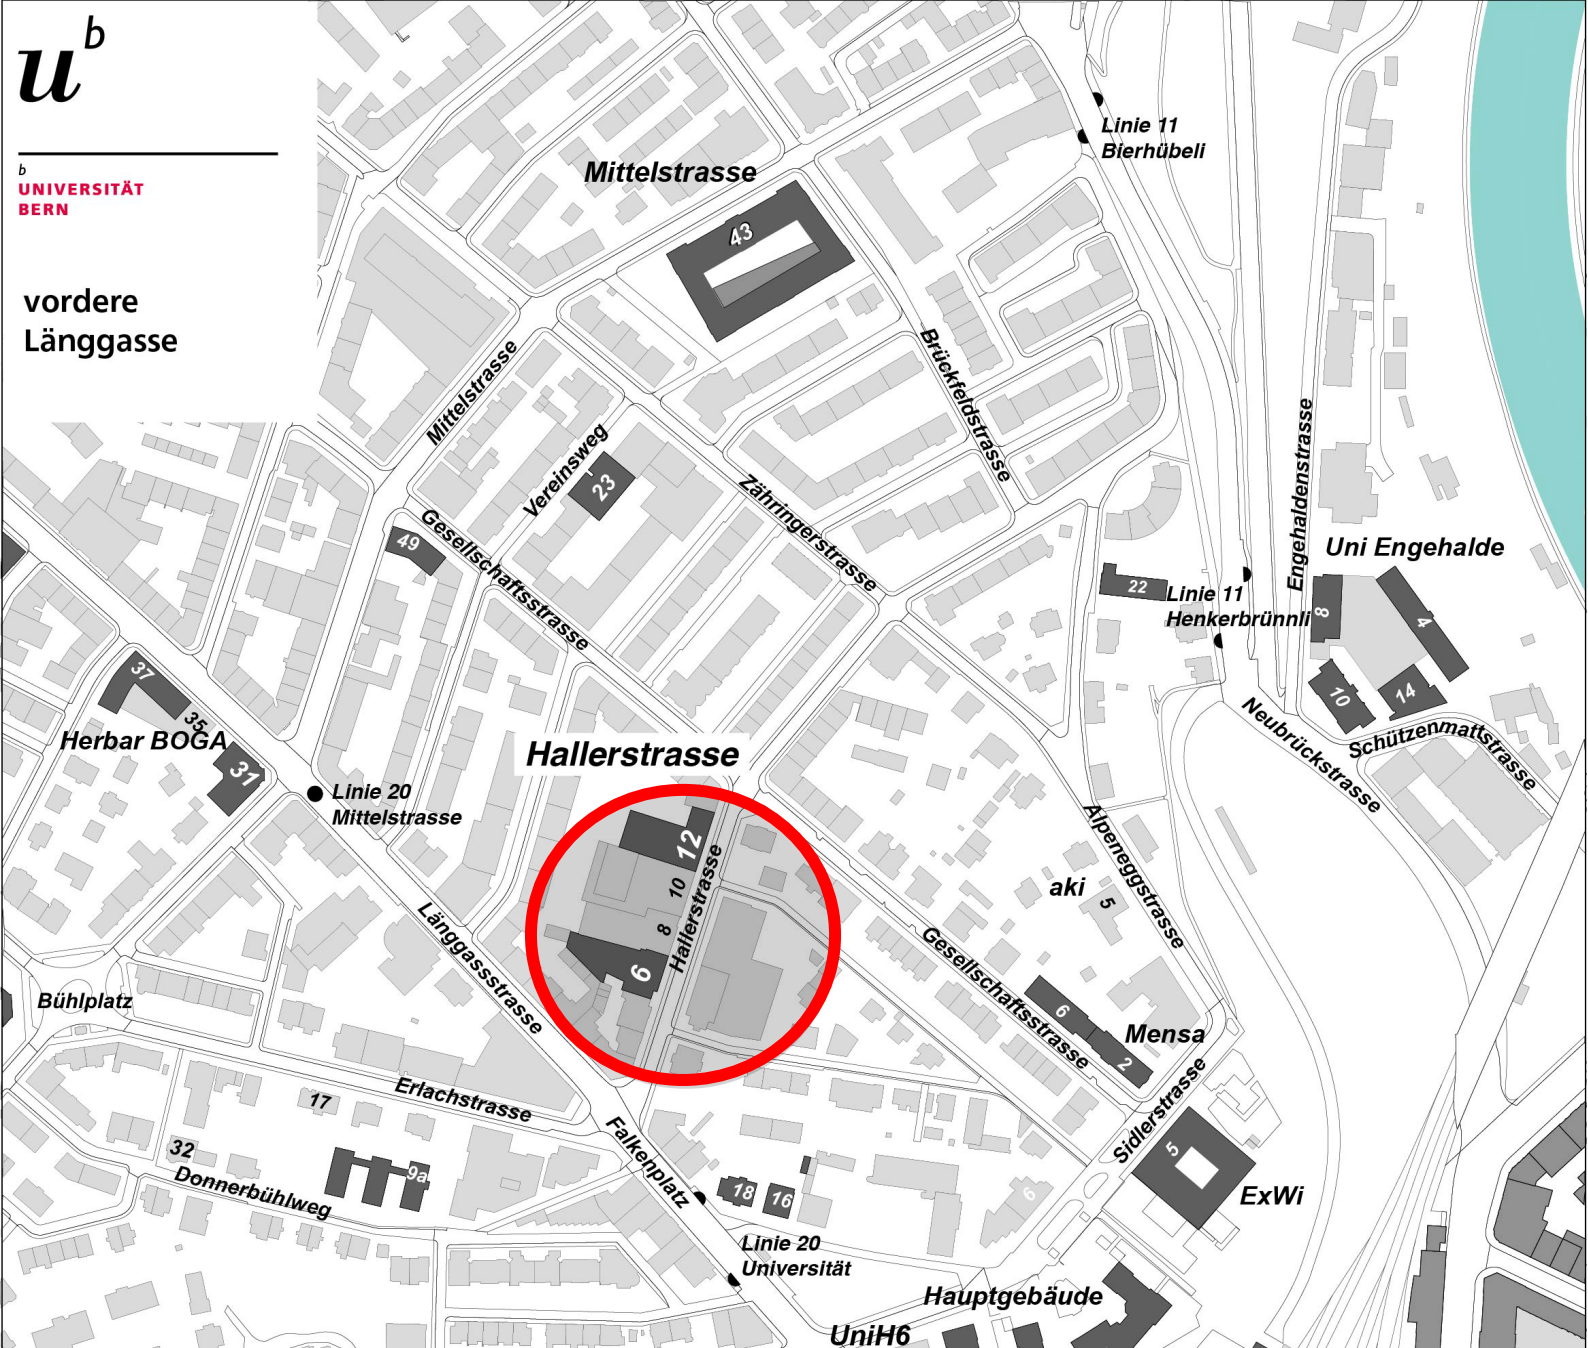 u
b
b
UNIVERSITÄT
BERN
vordere
Länggasse
Linie 11
Bierhübeli
Mittelstrasse
43
Mittelstrasse
Brückfeldstrasse
Vereinsweg
23
Zähringerstrasse
Engehaldenstrasse
Gesellschaftsstrasse
49
Uni Engehalde
22
Linie 11
Henkerbrünnli
8
4
10
14
37
35
Herbar BOGA
31
Neubrückstrasse
Schützenmattstrasse
Hallerstrasse
Linie 20
Mittelstrasse
12
10
8
6
Hallerstrasse
Alpeneggstrasse
aki
5
Länggassstrasse
Gesellschaftsstrasse
Bühlplatz
6
2
Mensa
Erlachstrasse
17
Falkenplatz
Sidlerstrasse
32
9a
Donnerbühlweg
18
16
6
5
ExWi
Linie 20
Universität
Hauptgebäude
UniH6